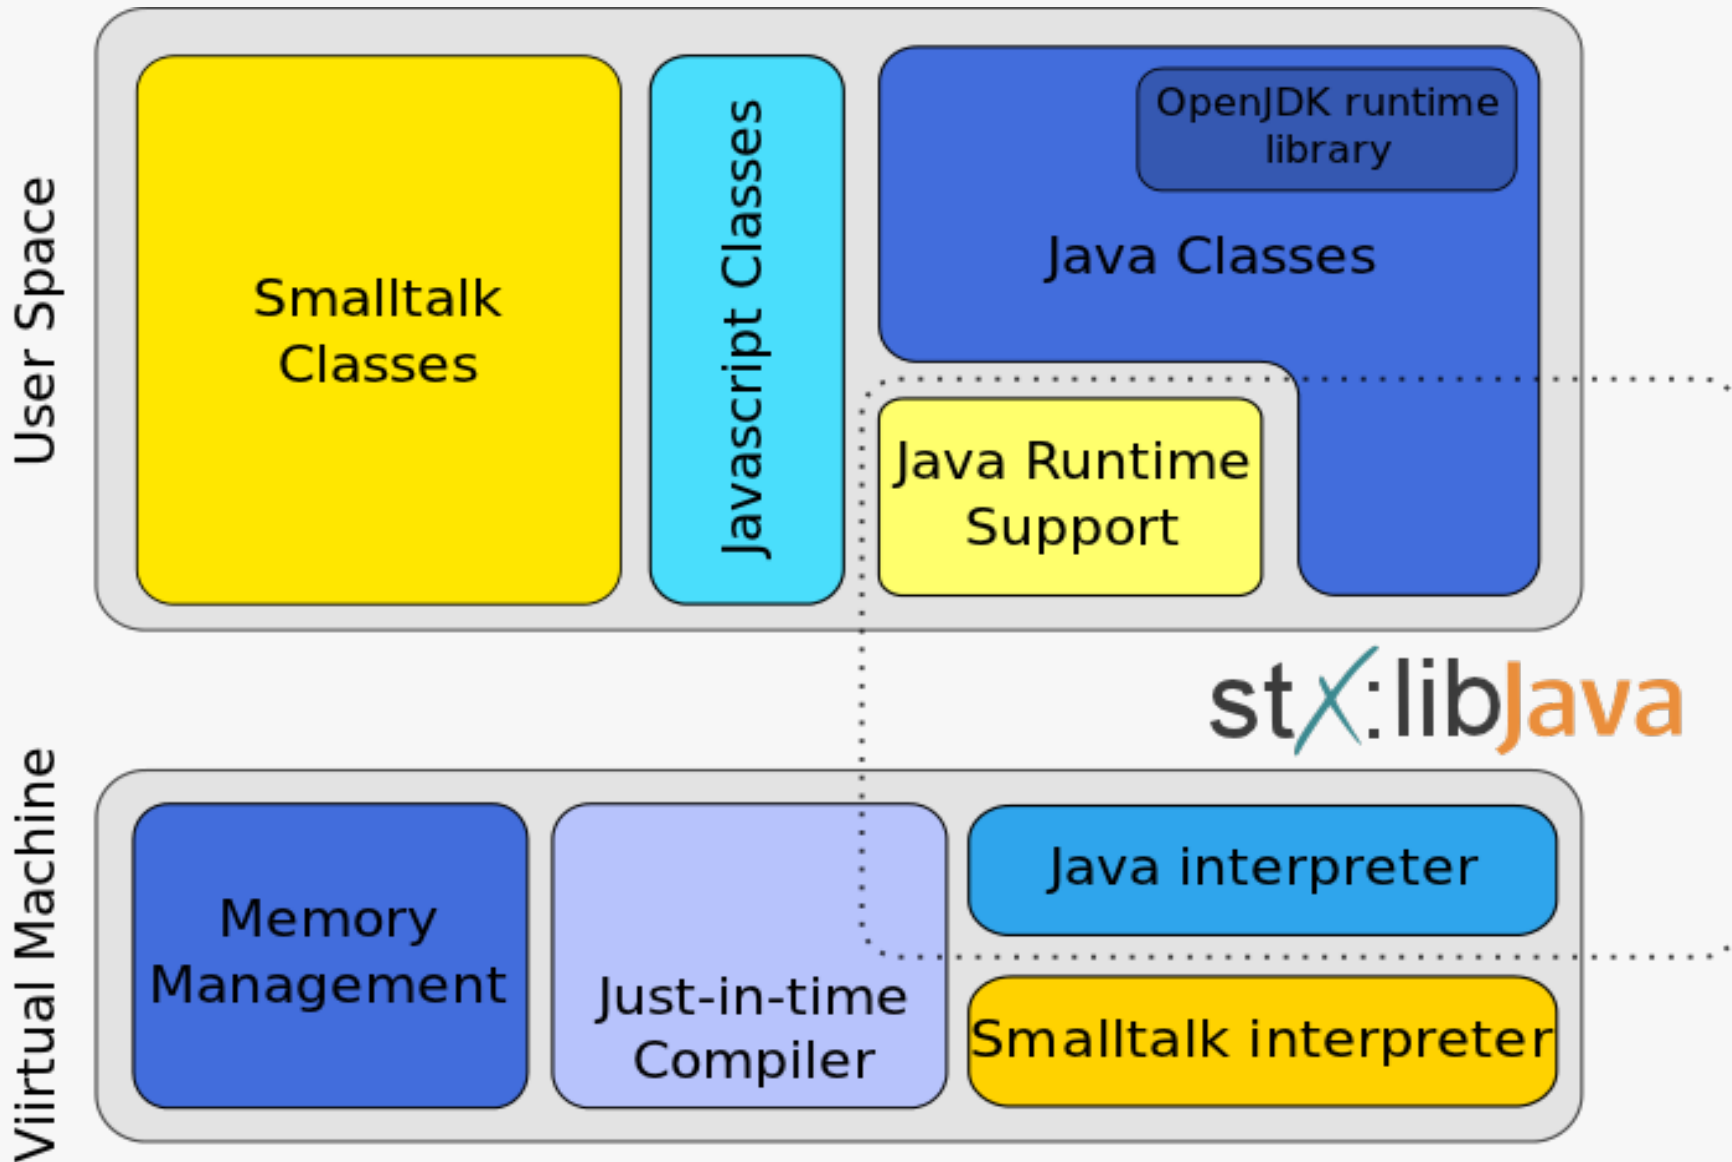 User Space
Smalltalk
Classes
Javascript Classes
OpenJDK runtime
library
Java Classes
Java Runtime
Support
stx:libJava
Viirtual Machine
Memory
Management
Just-in-time
Compiler
Java interpreter
Smalltalk interpreter